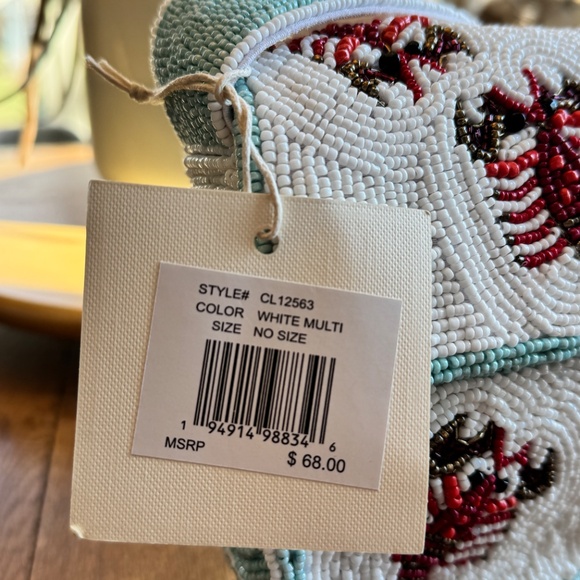 STYLE# CL12563
COLOR WHITE MULTI
SIZE NO SIZE
1 94914 98834 6
MSRP $ 68.00